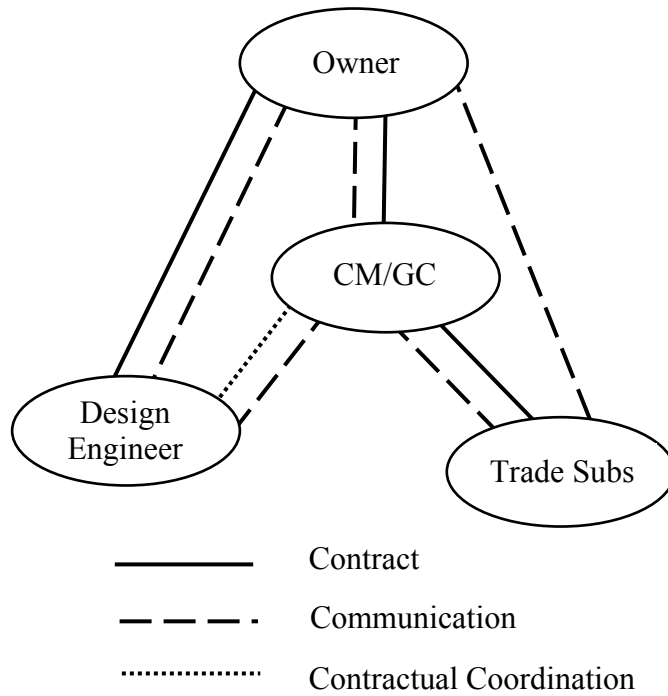 Owner
CM/GC
Design
Engineer
Trade Subs
Contract
Communication
Contractual Coordination